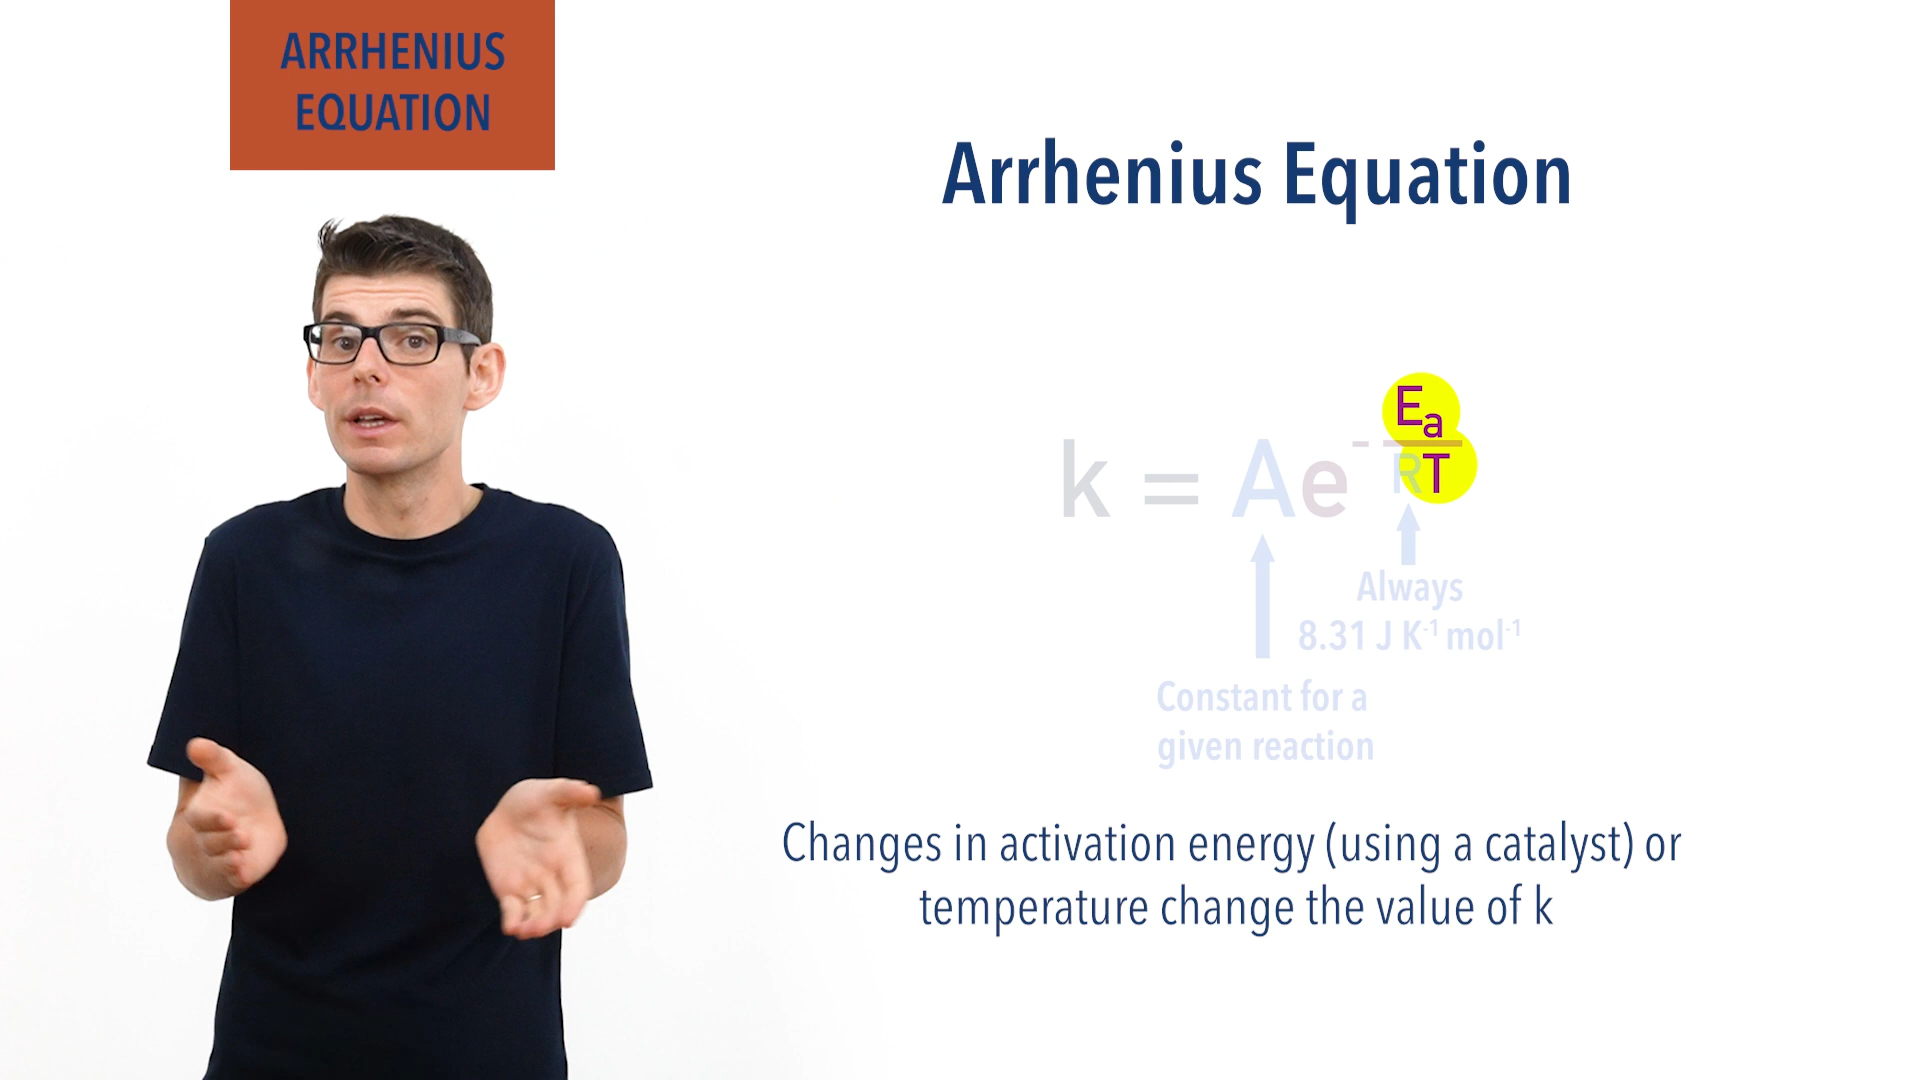 ARRHENIUS
EQUATION
Arrhenius Equation
k = Ae^-Ea/RT
Always
8.31 J K-1 mol-1
Constant for a
given reaction
Changes in activation energy (using a catalyst) or
temperature change the value of k